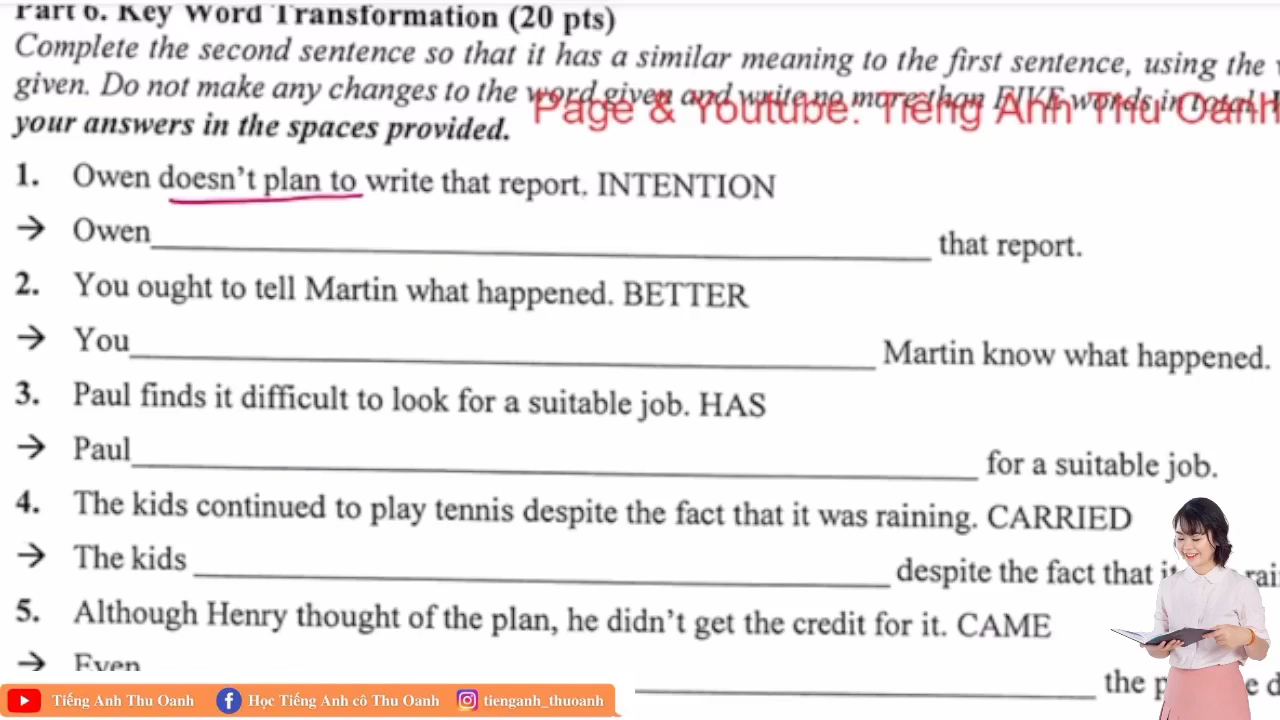 Part 6. Key Word Transformation (20 pts)
Complete the second sentence so that it has a similar meaning to the first sentence, using the
given. Do not make any changes to the word given and write no more than FIVE words in total.
Page & Youtube: Tiếng Anh Thu Oanh
your answers in the spaces provided.
1. Owen doesn't plan to write that report. INTENTION
→ Owen that report.
2. You ought to tell Martin what happened. BETTER
→ You Martin know what happened.
3. Paul finds it difficult to look for a suitable job. HAS
→ Paul for a suitable job.
4. The kids continued to play tennis despite the fact that it was raining. CARRIED
→ The kids despite the fact that
5. Although Henry thought of the plan, he didn't get the credit for it. CAME
→ Even the
Tiếng Anh Thu Oanh Học Tiếng Anh cô Thu Oanh tienganh_thuoanh